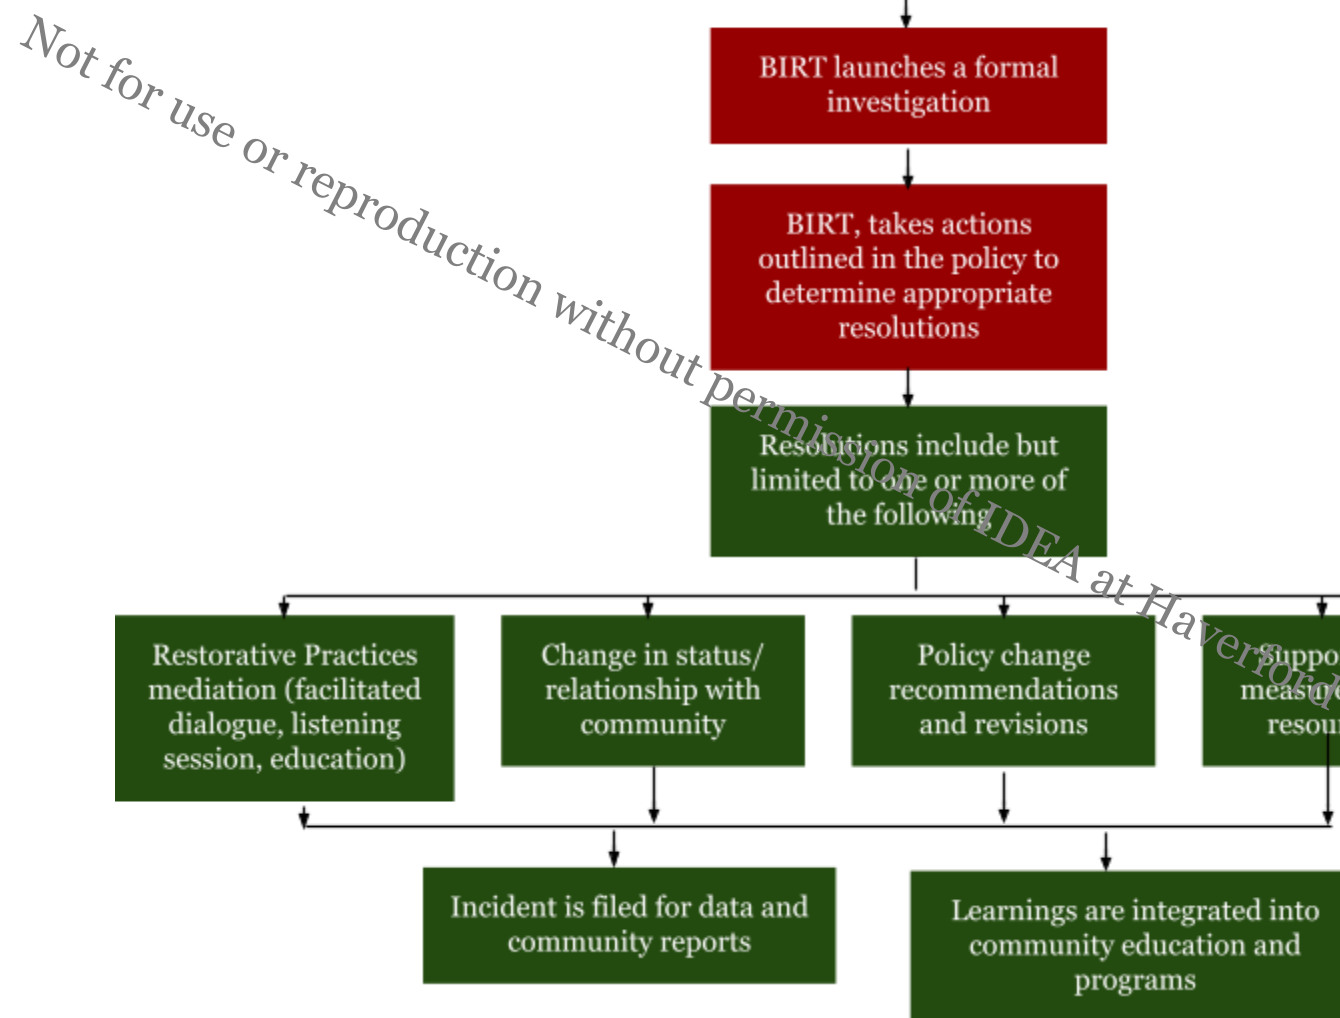 Not for use or reproduction without permission of IDEA at Haverford
BIRT launches a formal
investigation
BIRT, takes actions
outlined in the policy to
determine appropriate
resolutions
Resolutions include but
limited to one or more of
the following,
Restorative Practices
mediation (facilitated
dialogue, listening
session, education)
Change in status/
relationship with
community
Policy change
recommendations
and revisions
Incident is filed for data and
community reports
Learnings are integrated into
community education and
programs